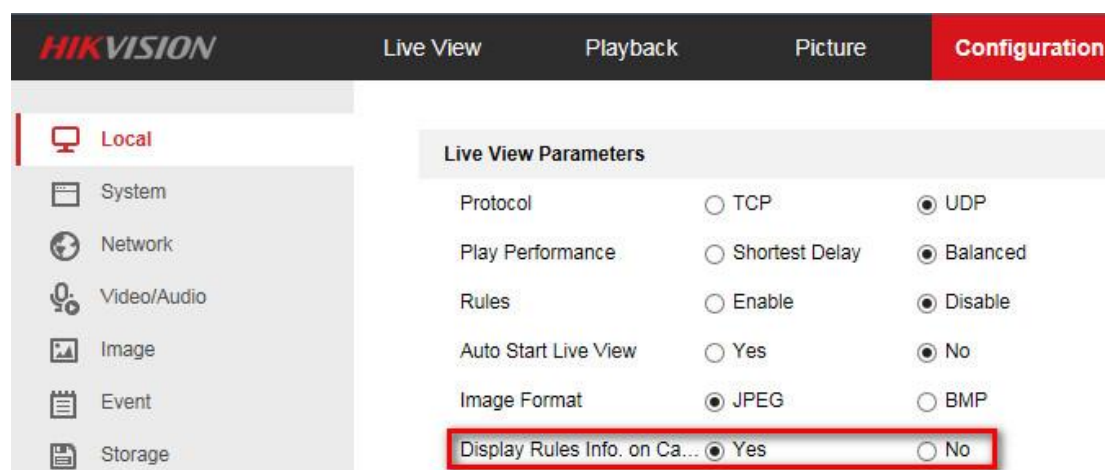 HIKVISION Live View Playback Picture Configuration
Local
System
Network
Video/Audio
Image
Event
Storage
Live View Parameters
Protocol TCP UDP
Play Performance Shortest Delay Balanced
Rules Enable Disable
Auto Start Live View Yes No
Image Format JPEG BMP
Display Rules Info. on Ca... Yes No